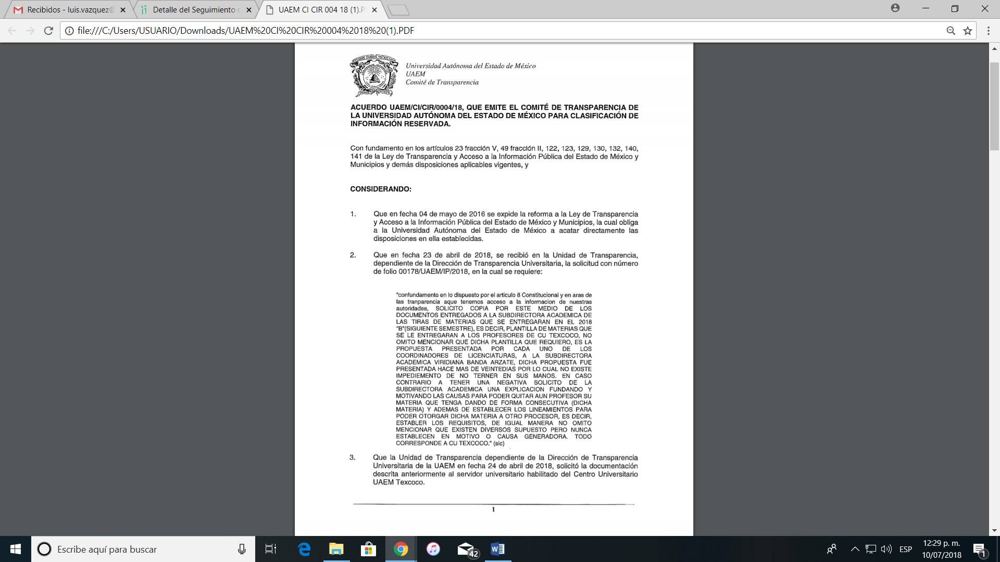 Recibidos - luis.vazquez@
Detalle del Seguimiento
UAEM CI CIR 004 18 (1).P
file:///C:/Users/USUARIO/Downloads/UAEM%20CI%20CIR%20004%2018%20(1).PDF
Universidad Autónoma del Estado de México
UAEM
Comité de Transparencia
ACUERDO UAEM/CI/CIR/0004/18, QUE EMITE EL COMITÉ DE TRANSPARENCIA DE
LA UNIVERSIDAD AUTÓNOMA DEL ESTADO DE MÉXICO PARA CLASIFICACIÓN DE
INFORMACIÓN RESERVADA.
Con fundamento en los artículos 23 fracción V, 49 fracción II, 122, 123, 129, 130, 132, 140,
141 de la Ley de Transparencia y Acceso a la Información Pública del Estado de México y
Municipios y demás disposiciones aplicables vigentes, y
CONSIDERANDO:
1. Que en fecha 04 de mayo de 2016 se expide la reforma a la Ley de Transparencia
y Acceso a la Información Pública del Estado de México y Municipios, la cual obliga
a la Universidad Autónoma del Estado de México a acatar directamente las
disposiciones en ella establecidas.
2. Que en fecha 23 de abril de 2018, se recibió en la Unidad de Transparencia,
dependiente de la Dirección de Transparencia Universitaria, la solicitud con número
de folio 00178/UAEM/IP/2018, en la cual se requiere:
"confundamento en lo dispuesto por el articulo 8 Constitucional y en aras de
las tranparencia aque tenemos acceso a la informacion de nuestras
autoridades, SOLICITO COPIA POR ESTE MEDIO DE LOS
DOCUMENTOS ENTREGADOS A LA SUBDIRECTORA ACADEMICA DE
LAS TIRAS DE MATERIAS QUE SE ENTREGARAN EN EL 2018
"B"(SIGUIENTE SEMESTRE), ES DECIR, PLANTILLA DE MATERIAS QUE
SE LE ENTREGARAN A LOS PROFESORES DE CU TEXCOCO, NO
OMITO MENCIONAR QUE DICHA PLANTILLA QUE REQUIERO, ES LA
PROPUESTA PRESENTADA POR CADA UNO DE LOS
COORDINADORES DE LICENCIATURAS, A LA SUBDIRECTORA
ACADEMICA VIRIDIANA BANDA ARZATE, DICHA PROPUESTA FUE
PRESENTADA HACE MAS DE VEINTEDIAS POR LO CUAL NO EXISTE
IMPEDIEMENTO DE NO TERNER EN SUS MANOS. EN CASO
CONTRARIO A TENER UNA NEGATIVA SOLICITO DE LA
SUBDIRECTORA ACADEMICA UNA EXPLICACION FUNDANDO Y
MOTIVANDO LAS CAUSAS PARA PODER QUITAR AUN PROFESOR SU
MATERIA QUE TENGA DANDO DE FORMA CONSECUTIVA (DICHA
MATERIA) Y ADEMAS DE ESTABLECER LOS LINEAMIENTOS PARA
PODER OTORGAR DICHA MATERIA A OTRO PROCESOR, ES DECIR,
ESTABLER LOS REQUISITOS, DE IGUAL MANERA NO OMITO
MENCIONAR QUE EXISTEN DIVERSOS SUPUESTO PERO NUNCA
ESTABLECEN EN MOTIVO O CAUSA GENERADORA. TODO
CORRESPONDE A CU TEXCOCO." (sic)
3. Que la Unidad de Transparencia dependiente de la Dirección de Transparencia
Universitaria de la UAEM en fecha 24 de abril de 2018, solicitó la documentación
descrita anteriormente al servidor universitario habilitado del Centro Universitario
UAEM Texcoco.
1
Escribe aquí para buscar
42
ESP
12:29 p. m.
10/07/2018
1